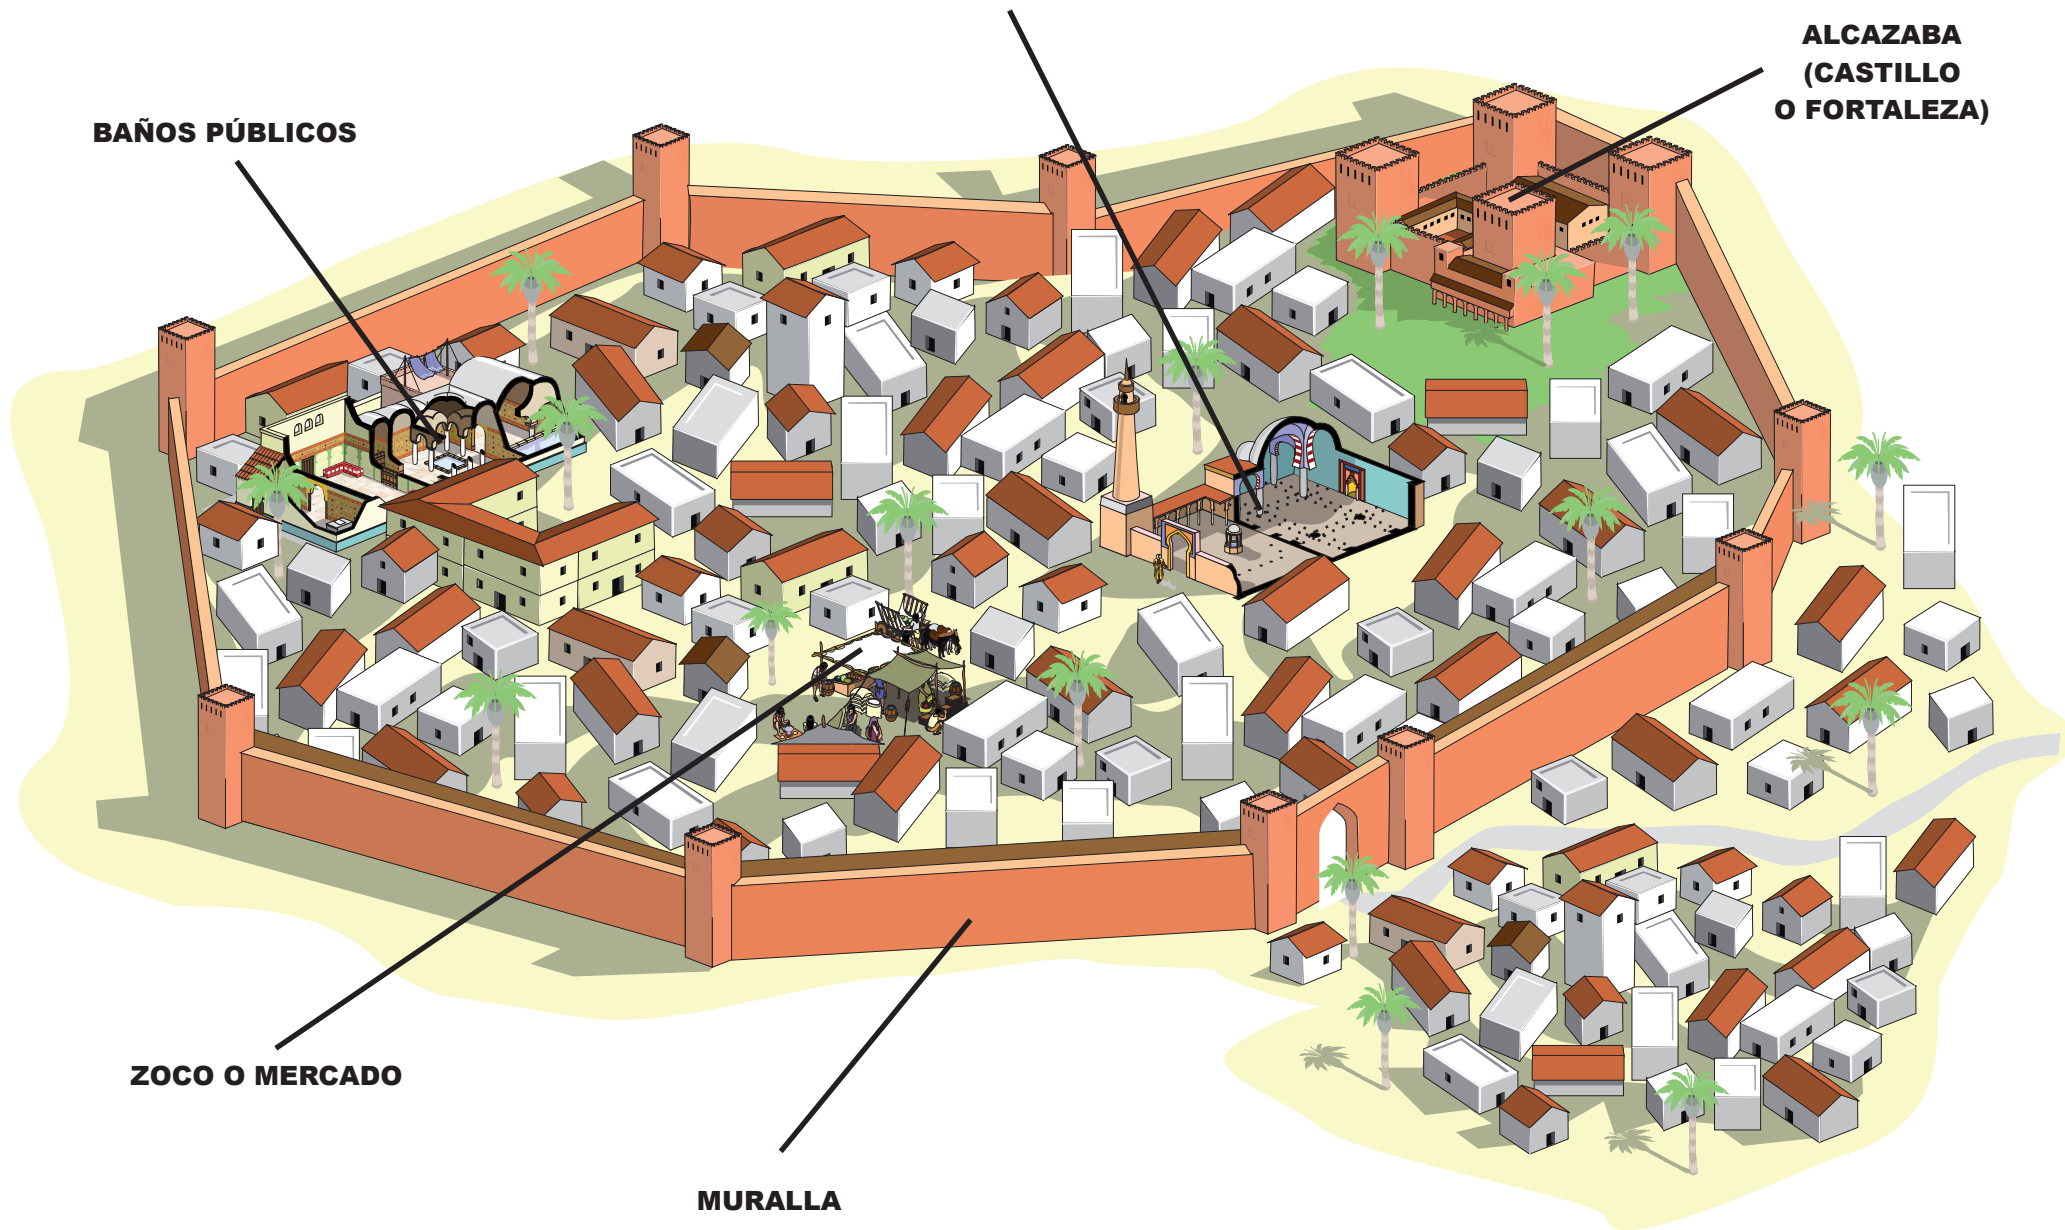 ALCAZABA
(CASTILLO
O FORTALEZA)
BAÑOS PÚBLICOS
ZOCO O MERCADO
MURALLA